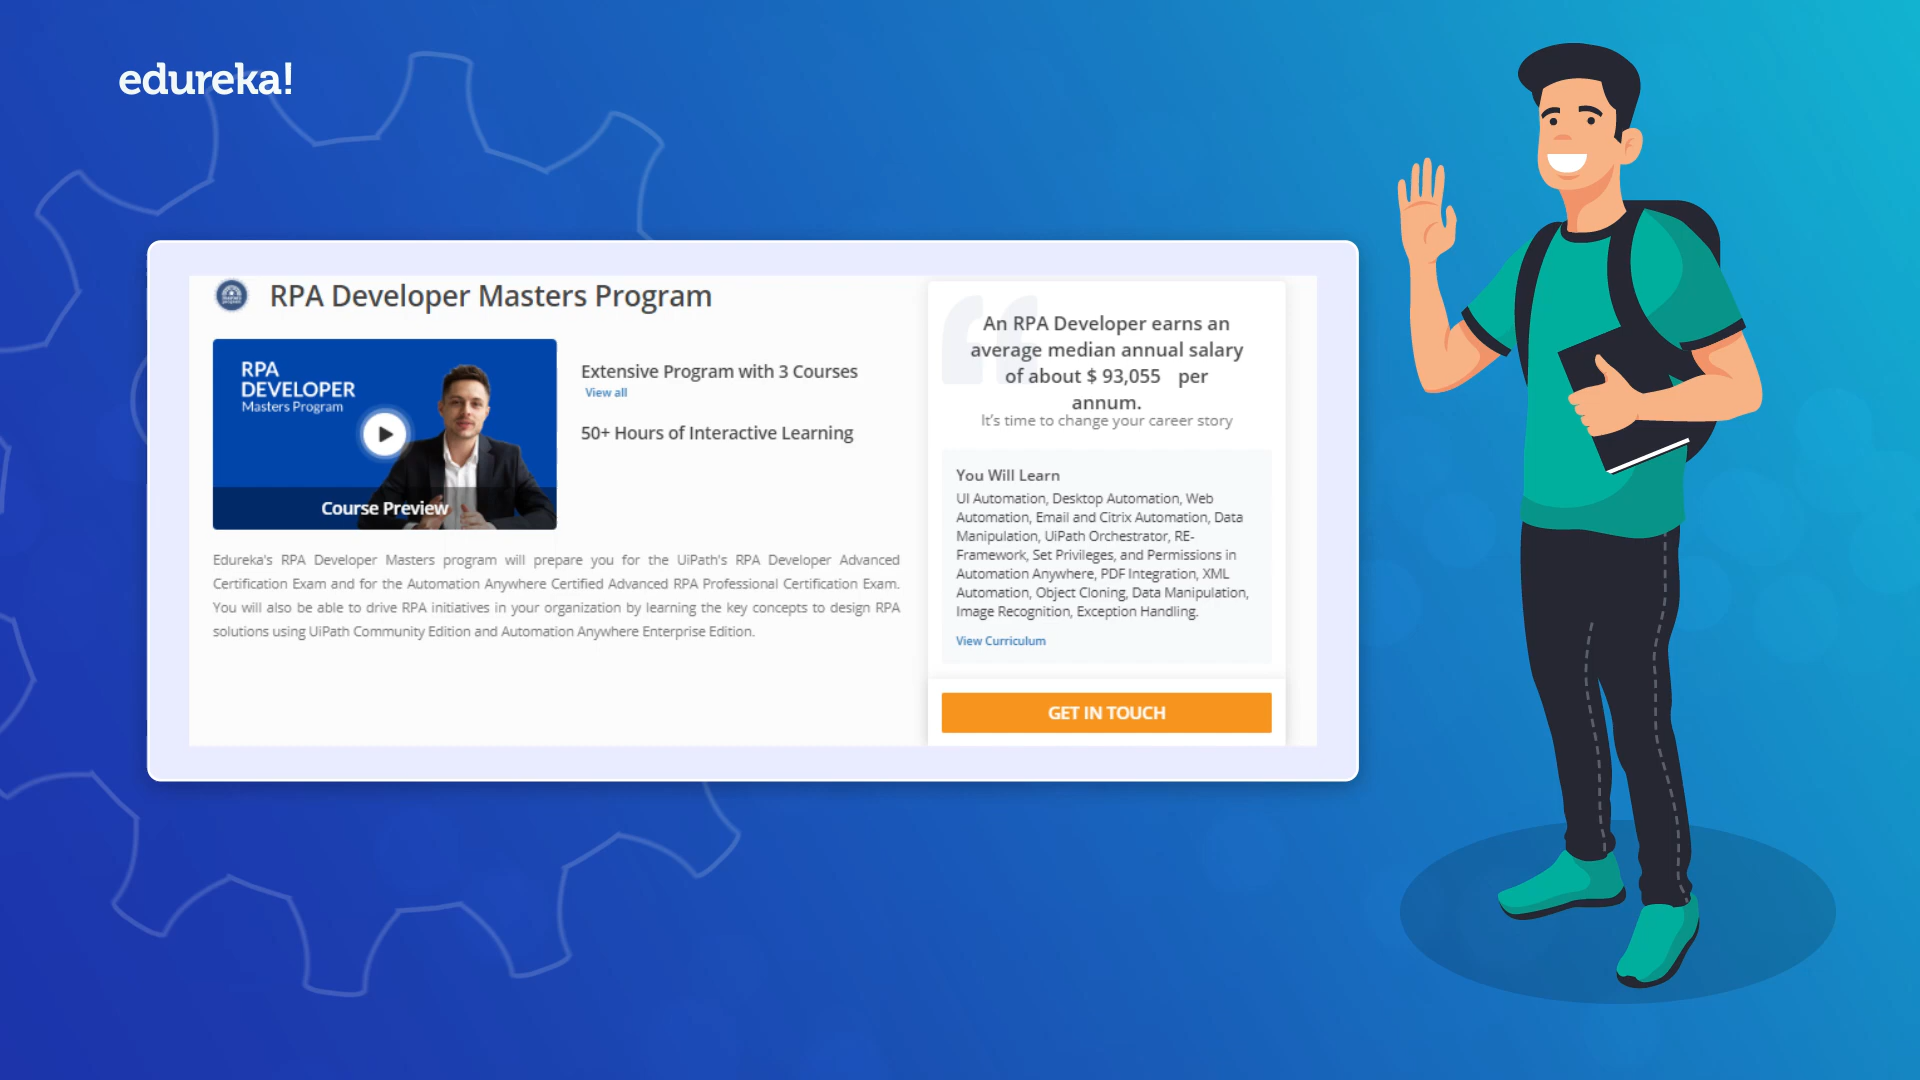 edureka!
RPA Developer Masters Program
RPA
DEVELOPER
Masters Program
Course Preview
Extensive Program with 3 Courses
View all
50+ Hours of Interactive Learning
Edureka's RPA Developer Masters program will prepare you for the UiPath's RPA Developer Advanced
Certification Exam and for the Automation Anywhere Certified Advanced RPA Professional Certification Exam.
You will also be able to drive RPA initiatives in your organization by learning the key concepts to design RPA
solutions using UiPath Community Edition and Automation Anywhere Enterprise Edition.
An RPA Developer earns an
average median annual salary
of about $ 93,055 per
annum.
It's time to change your career story
You Will Learn
UI Automation, Desktop Automation, Web
Automation, Email and Citrix Automation, Data
Manipulation, UiPath Orchestrator, RE-
Framework, Set Privileges, and Permissions in
Automation Anywhere, PDF Integration, XML
Automation, Object Cloning, Data Manipulation,
Image Recognition, Exception Handling.
View Curriculum
GET IN TOUCH